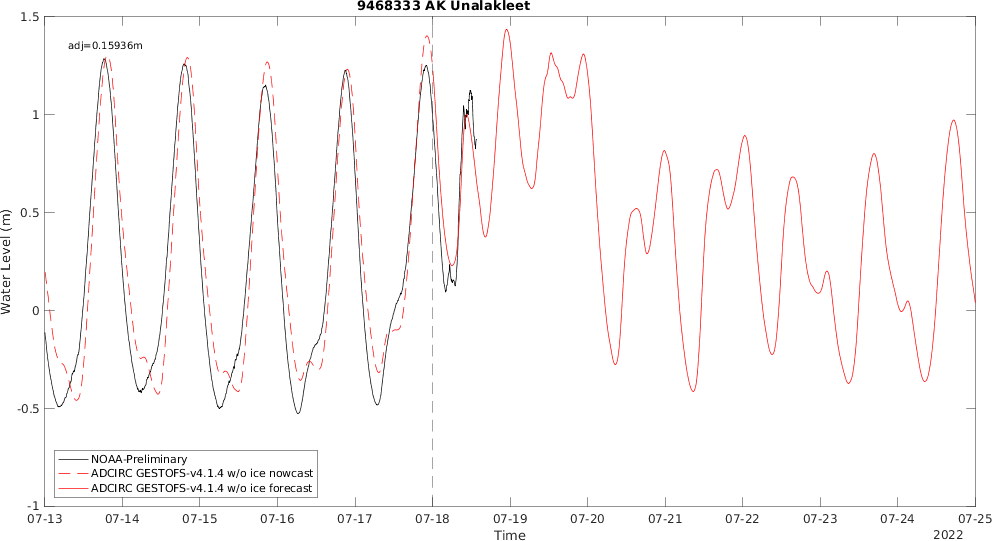 9468333 AK Unalakleet
adj=0.15936m
1.5
1
0.5
0
-0.5
-1
Water Level (m)
NOAA-Preliminary
ADCIRC GESTOFS-v4.1.4 w/o ice nowcast
ADCIRC GESTOFS-v4.1.4 w/o ice forecast
07-13 07-14 07-15 07-16 07-17 07-18 07-19 07-20 07-21 07-22 07-23 07-24 07-25
Time
2022